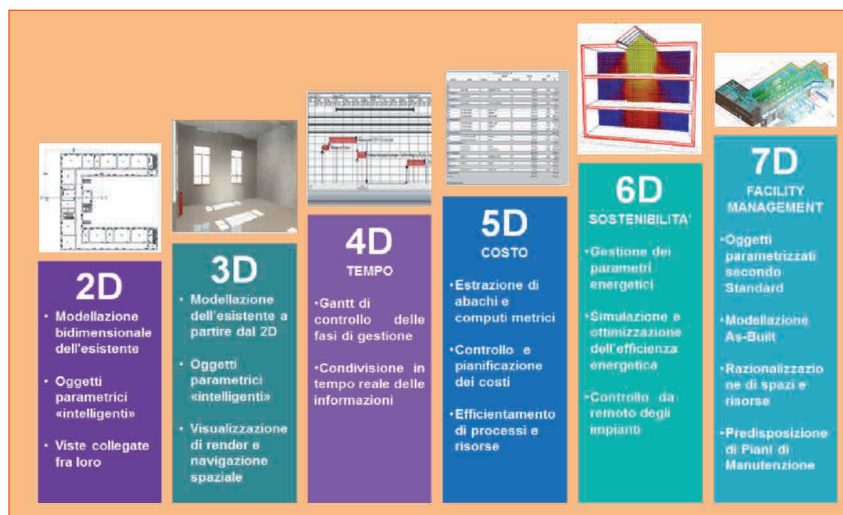 2D
• Modellazione
bidimensionale
dell'esistente
• Oggetti
parametrici
«intelligenti»
• Viste collegate
fra loro
3D
• Modellazione
dell'esistente a
partire dal 2D
• Oggetti
parametrici
«intelligenti»
• Visualizzazione
di render e
navigazione
spaziale
4D
TEMPO
•Gantt di
controllo delle
fasi di gestione
•Condivisione in
tempo reale delle
informazioni
5D
COSTO
•Estrazione di
abachi e
computi metrici
•Controllo e
pianificazione
dei costi
•Efficientamento
di processi e
risorse
6D
SOSTENIBILITA'
•Gestione dei
parametri
energetici
•Simulazione e
ottimizzazione
dell'efficienza
energetica
•Controllo da
remoto degli
impianti
7D
FACILITY
MANAGEMENT
•Oggetti
parametrizzati
secondo
Standard
•Modellazione
As-Built
•Razionalizzazio
ne di spazi e
risorse
•Predisposizione
di Piani di
Manutenzione